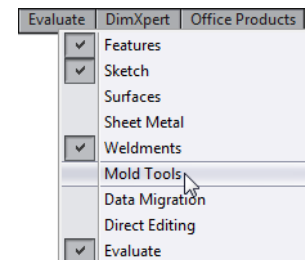 Evaluate DimXpert Office Products
Features
Sketch
Surfaces
Sheet Metal
Weldments
Mold Tools
Data Migration
Direct Editing
Evaluate